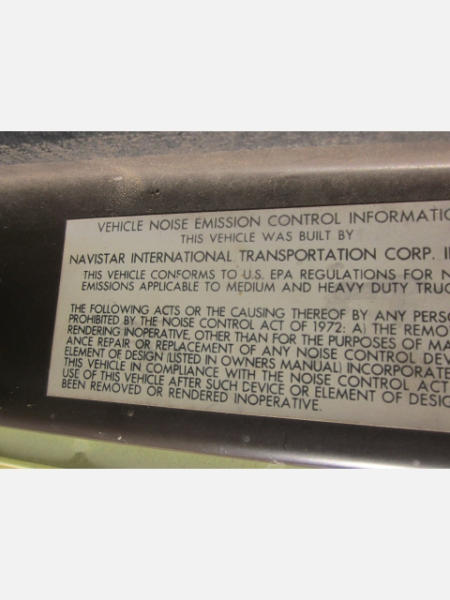 VEHICLE NOISE EMISSION CONTROL INFORMATIO
THIS VEHICLE WAS BUILT BY
NAVISTAR INTERNATIONAL TRANSPORTATION CORP. I
THIS VEHICLE CONFORMS TO U.S. EPA REGULATIONS FOR N
EMISSIONS APPLICABLE TO MEDIUM AND HEAVY DUTY TRUC
THE FOLLOWING ACTS OR THE CAUSING THEREOF BY ANY PERSO
PROHIBITED BY THE NOISE CONTROL ACT OF 1972: A) THE REMO
RENDERING INOPERATIVE, OTHER THAN FOR THE PURPOSES OF MA
ANCE REPAIR OR REPLACEMENT OF ANY NOISE CONTROL DEV
ELEMENT OF DESIGN (LISTED IN OWNERS MANUAL) INCORPORATE
THIS VEHICLE IN COMPLIANCE WITH THE NOISE CONTROL ACT
USE OF THIS VEHICLE AFTER SUCH DEVICE OR ELEMENT OF DESIG
BEEN REMOVED OR RENDERED INOPERATIVE.